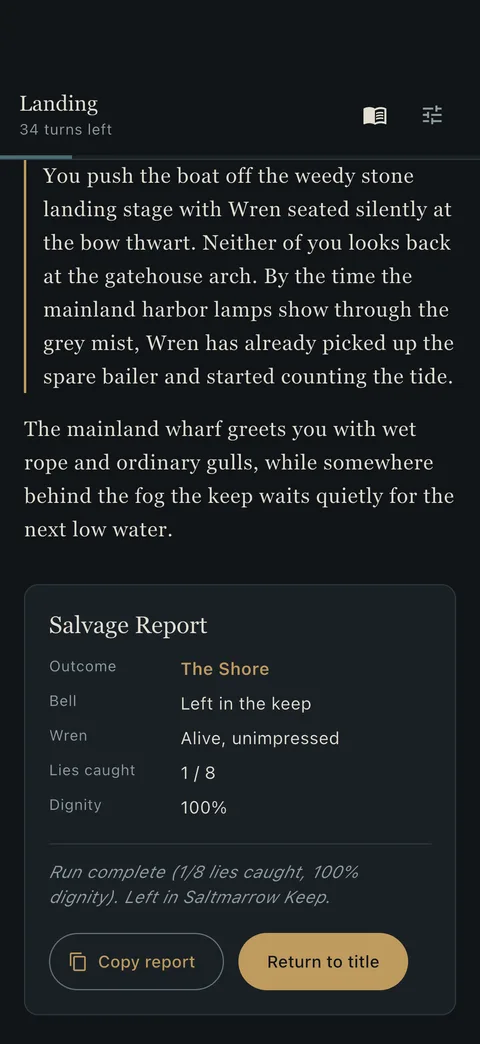 Landing
34 turns left
You push the boat off the weedy stone
landing stage with Wren seated silently at
the bow thwart. Neither of you looks back
at the gatehouse arch. By the time the
mainland harbor lamps show through the
grey mist, Wren has already picked up the
spare bailer and started counting the tide.
The mainland wharf greets you with wet
rope and ordinary gulls, while somewhere
behind the fog the keep waits quietly for the
next low water.
Salvage Report
Outcome The Shore
Bell Left in the keep
Wren Alive, unimpressed
Lies caught 1 / 8
Dignity 100%
Run complete (1/8 lies caught, 100%
dignity). Left in Saltmarrow Keep.
Copy report Return to title